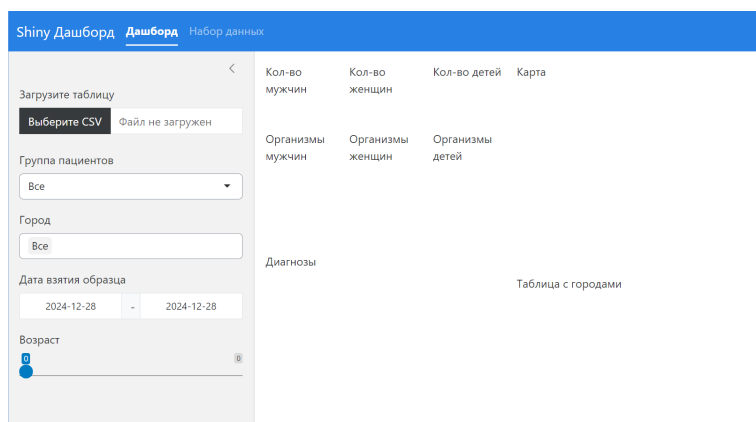 Shiny Дашборд Дашборд Набор данных
Загрузите таблицу
Выберите CSV Файл не загружен
Группа пациентов
Все
Город
Все
Дата взятия образца
2024-12-28 - 2024-12-28
Возраст
0 0
Кол-во
мужчин
Кол-во
женщин
Кол-во детей
Карта
Организмы
мужчин
Организмы
женщин
Организмы
детей
Диагнозы
Таблица с городами